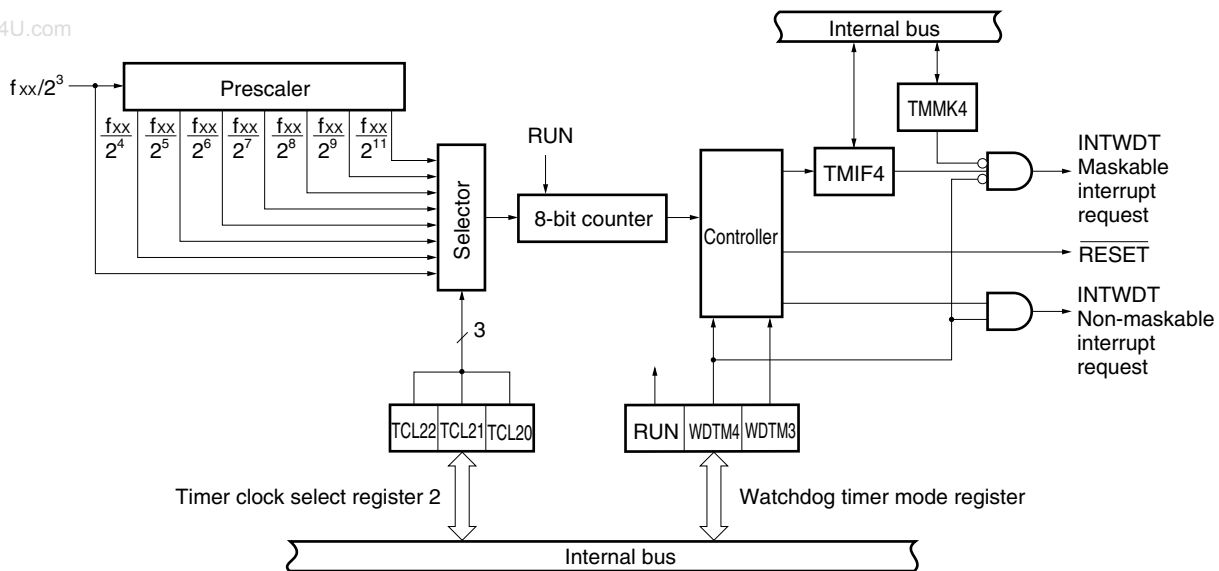 4U.com
Internal bus
fxx/2³
Prescaler
TMMK4
fxx/2⁴ fxx/2⁵ fxx/2⁶ fxx/2⁷ fxx/2⁸ fxx/2⁹ fxx/2¹¹
RUN
INTWDT
Maskable
interrupt
request
TMIF4
Selector
8-bit counter
Controller
RESET
INTWDT
Non-maskable
interrupt
request
3
TCL22 TCL21 TCL20
RUN WDTM4 WDTM3
Timer clock select register 2
Watchdog timer mode register
Internal bus